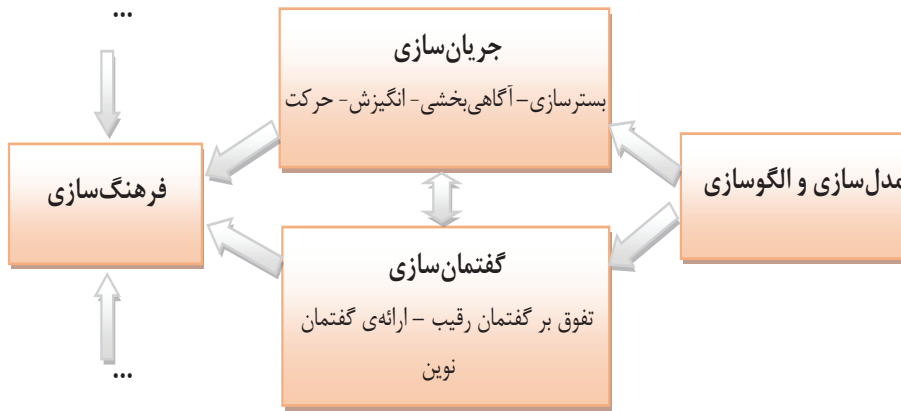 ...
جریان‌سازی
بسترسازی – آگاهی‌بخشی - انگیزش - حرکت
مدل‌سازی و الگوسازی
فرهنگ‌سازی
گفتمان‌سازی
تفوق بر گفتمان رقیب – ارائه‌ی گفتمان
نوین
...